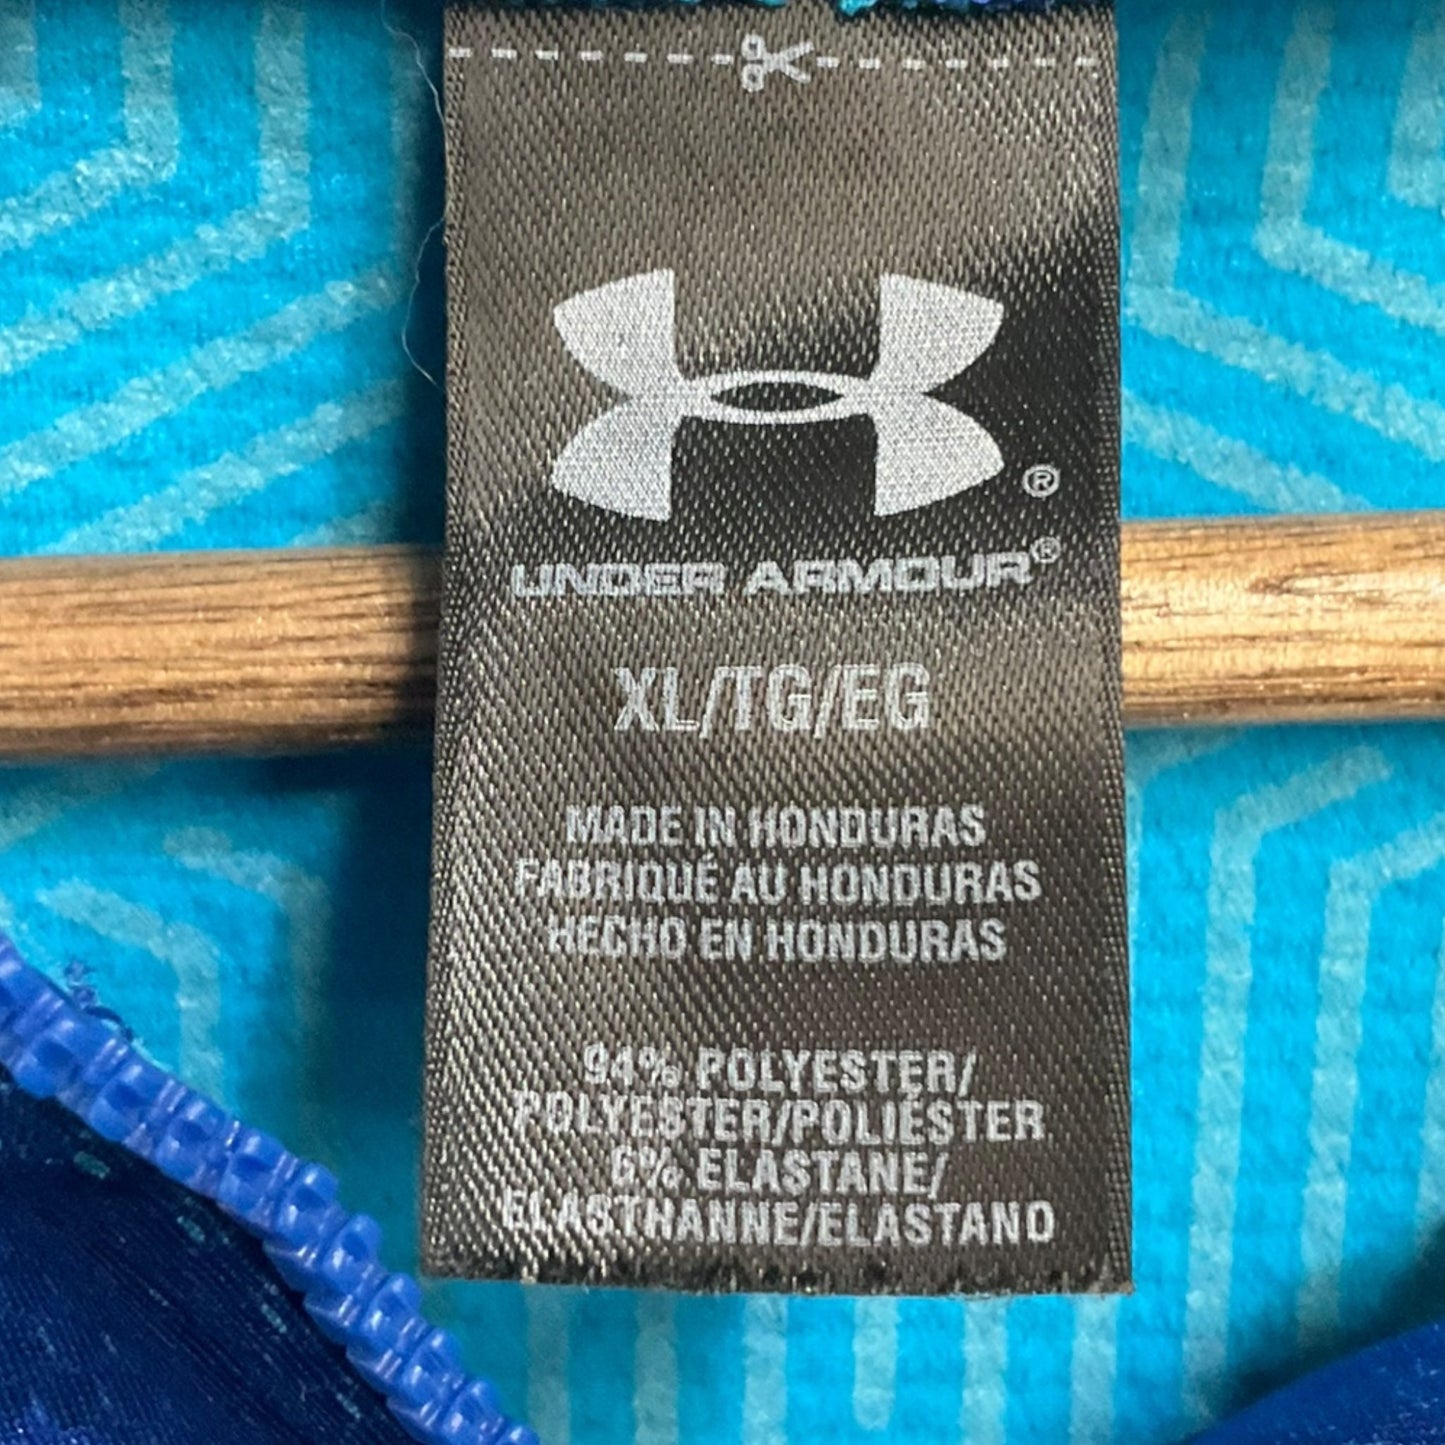 ®
UNDER ARMOUR®
XL/TG/EG
MADE IN HONDURAS
FABRIQUÉ AU HONDURAS
HECHO EN HONDURAS
94% POLYESTER/
POLYESTER/POLIÉSTER
6% ELASTANE/
ELASTHANNE/ELASTANO